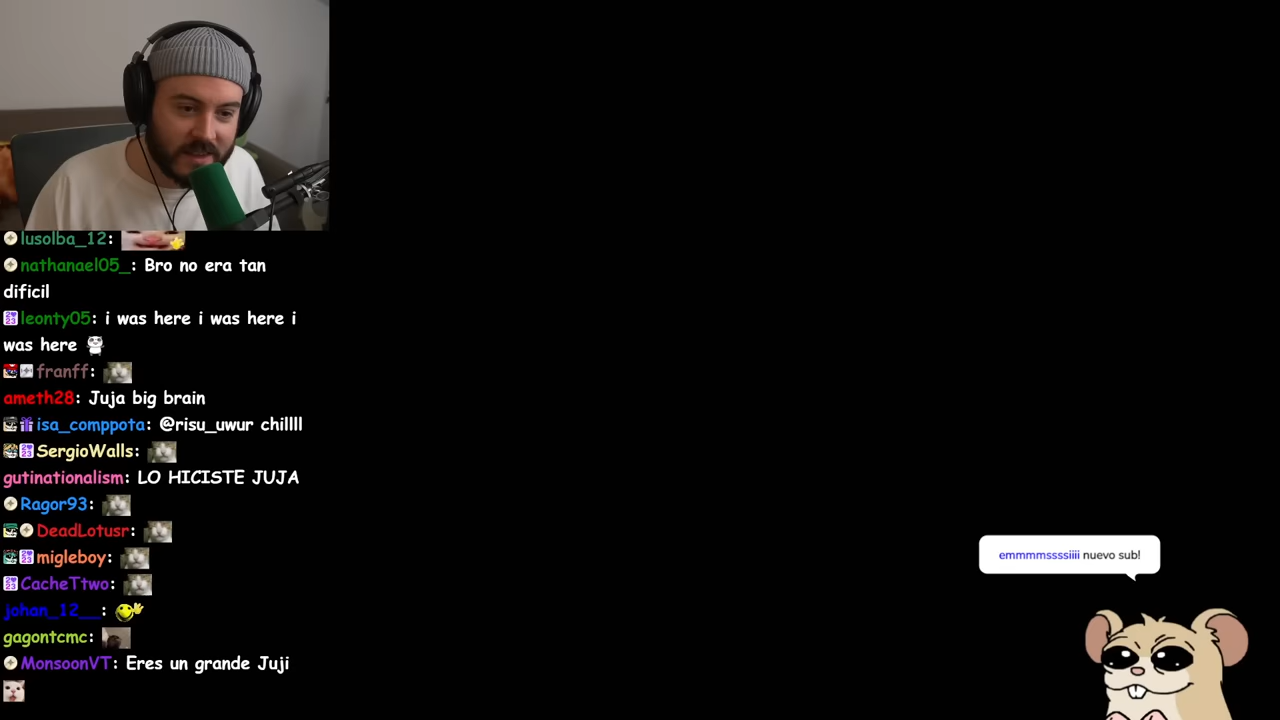 lusolba_12:
nathanael05_: Bro no era tan
dificil
leonty05: i was here i was here i
was here
franff:
ameth28: Juja big brain
isa_comppota: @risu_uwur chillll
SergioWalls:
gutinationalism: LO HICISTE JUJA
Ragor93:
DeadLotusr:
migleboy:
CacheTtwo:
johan_12__:
gagontcmc:
MonsoonVT: Eres un grande Juji
emmmmssssiiii nuevo sub!